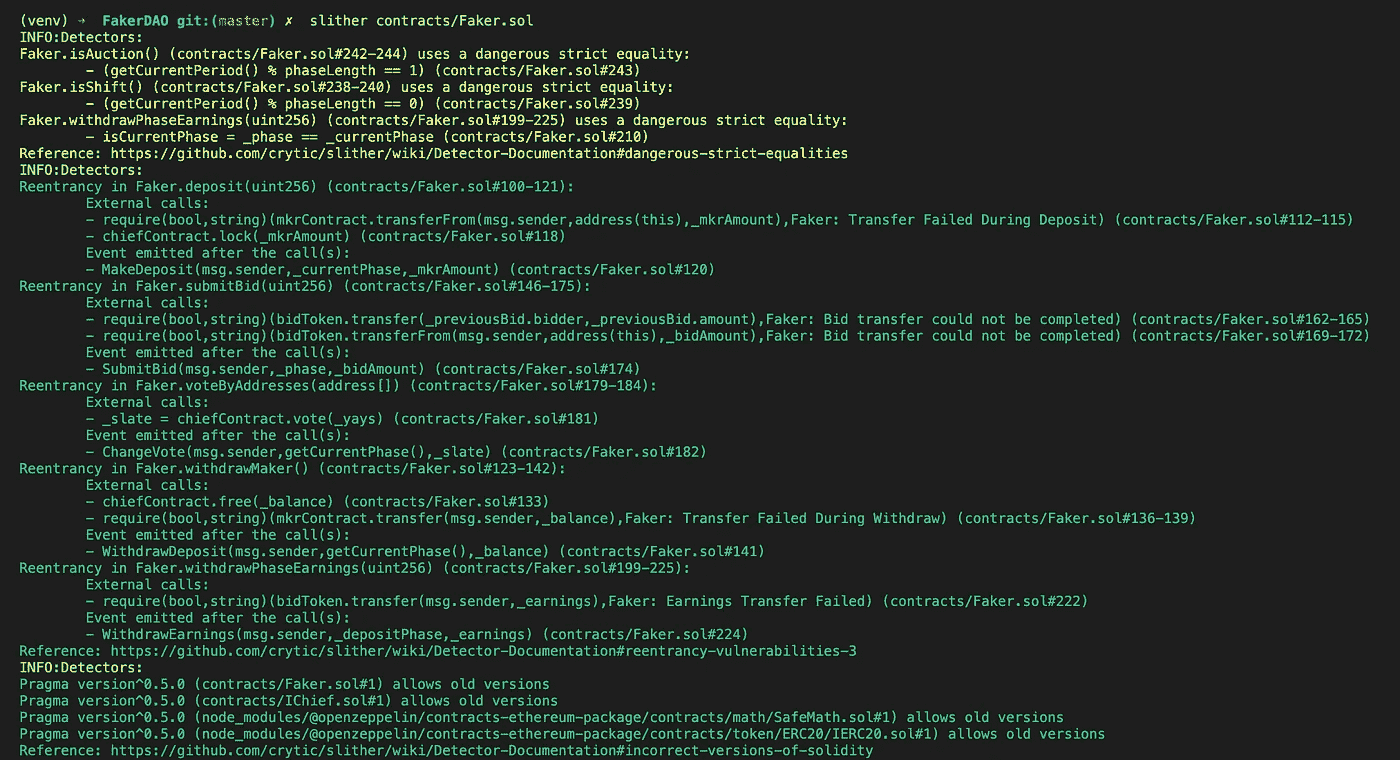 (venv) → FakerDAO git:(master) ✗ slither contracts/Faker.sol
INFO:Detectors:
Faker.isAuction() (contracts/Faker.sol#242-244) uses a dangerous strict equality:
- (getCurrentPeriod() % phaseLength == 1) (contracts/Faker.sol#243)
Faker.isShift() (contracts/Faker.sol#238-240) uses a dangerous strict equality:
- (getCurrentPeriod() % phaseLength == 0) (contracts/Faker.sol#239)
Faker.withdrawPhaseEarnings(uint256) (contracts/Faker.sol#199-225) uses a dangerous strict equality:
- isCurrentPhase = _phase == _currentPhase (contracts/Faker.sol#210)
Reference: https://github.com/crytic/slither/wiki/Detector-Documentation#dangerous-strict-equalities
INFO:Detectors:
Reentrancy in Faker.deposit(uint256) (contracts/Faker.sol#100-121):
External calls:
- require(bool,string)(mkrContract.transferFrom(msg.sender,address(this),_mkrAmount),Faker: Transfer Failed During Deposit) (contracts/Faker.sol#112-115)
- chiefContract.lock(_mkrAmount) (contracts/Faker.sol#118)
Event emitted after the call(s):
- MakeDeposit(msg.sender,_currentPhase,_mkrAmount) (contracts/Faker.sol#120)
Reentrancy in Faker.submitBid(uint256) (contracts/Faker.sol#146-175):
External calls:
- require(bool,string)(bidToken.transfer(_previousBid.bidder,_previousBid.amount),Faker: Bid transfer could not be completed) (contracts/Faker.sol#162-165)
- require(bool,string)(bidToken.transferFrom(msg.sender,address(this),_bidAmount),Faker: Bid transfer could not be completed) (contracts/Faker.sol#169-172)
Event emitted after the call(s):
- SubmitBid(msg.sender,_phase,_bidAmount) (contracts/Faker.sol#174)
Reentrancy in Faker.voteByAddresses(address[]) (contracts/Faker.sol#179-184):
External calls:
- _slate = chiefContract.vote(_yays) (contracts/Faker.sol#181)
Event emitted after the call(s):
- ChangeVote(msg.sender,getCurrentPhase(),_slate) (contracts/Faker.sol#182)
Reentrancy in Faker.withdrawMaker() (contracts/Faker.sol#123-142):
External calls:
- chiefContract.free(_balance) (contracts/Faker.sol#133)
- require(bool,string)(mkrContract.transfer(msg.sender,_balance),Faker: Transfer Failed During Withdraw) (contracts/Faker.sol#136-139)
Event emitted after the call(s):
- WithdrawDeposit(msg.sender,getCurrentPhase(),_balance) (contracts/Faker.sol#141)
Reentrancy in Faker.withdrawPhaseEarnings(uint256) (contracts/Faker.sol#199-225):
External calls:
- require(bool,string)(bidToken.transfer(msg.sender,_earnings),Faker: Earnings Transfer Failed) (contracts/Faker.sol#222)
Event emitted after the call(s):
- WithdrawEarnings(msg.sender,_depositPhase,_earnings) (contracts/Faker.sol#224)
Reference: https://github.com/crytic/slither/wiki/Detector-Documentation#reentrancy-vulnerabilities-3
INFO:Detectors:
Pragma version^0.5.0 (contracts/Faker.sol#1) allows old versions
Pragma version^0.5.0 (contracts/IChief.sol#1) allows old versions
Pragma version^0.5.0 (node_modules/@openzeppelin/contracts-ethereum-package/contracts/math/SafeMath.sol#1) allows old versions
Pragma version^0.5.0 (node_modules/@openzeppelin/contracts-ethereum-package/contracts/token/ERC20/IERC20.sol#1) allows old versions
Reference: https://github.com/crytic/slither/wiki/Detector-Documentation#incorrect-versions-of-solidity